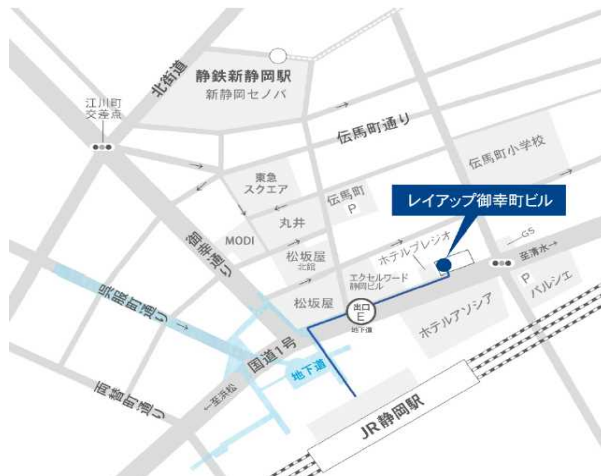 北街道
静鉄新静岡駅
新静岡セノバ
江川町
交差点
伝馬町通り
伝馬町小学校
東急
スクエア
伝馬町
P
レイアップ御幸町ビル
丸井
MODI
御幸通り
松坂屋
北館
ホテルプレジオ
←GS
至清水→
エクセルワード
静岡ビル
P
パルシェ
呉服町通り
松坂屋
出口
E
地下道
ホテルアソシア
国道1号
地下道
←至浜松
両替町通り
JR静岡駅